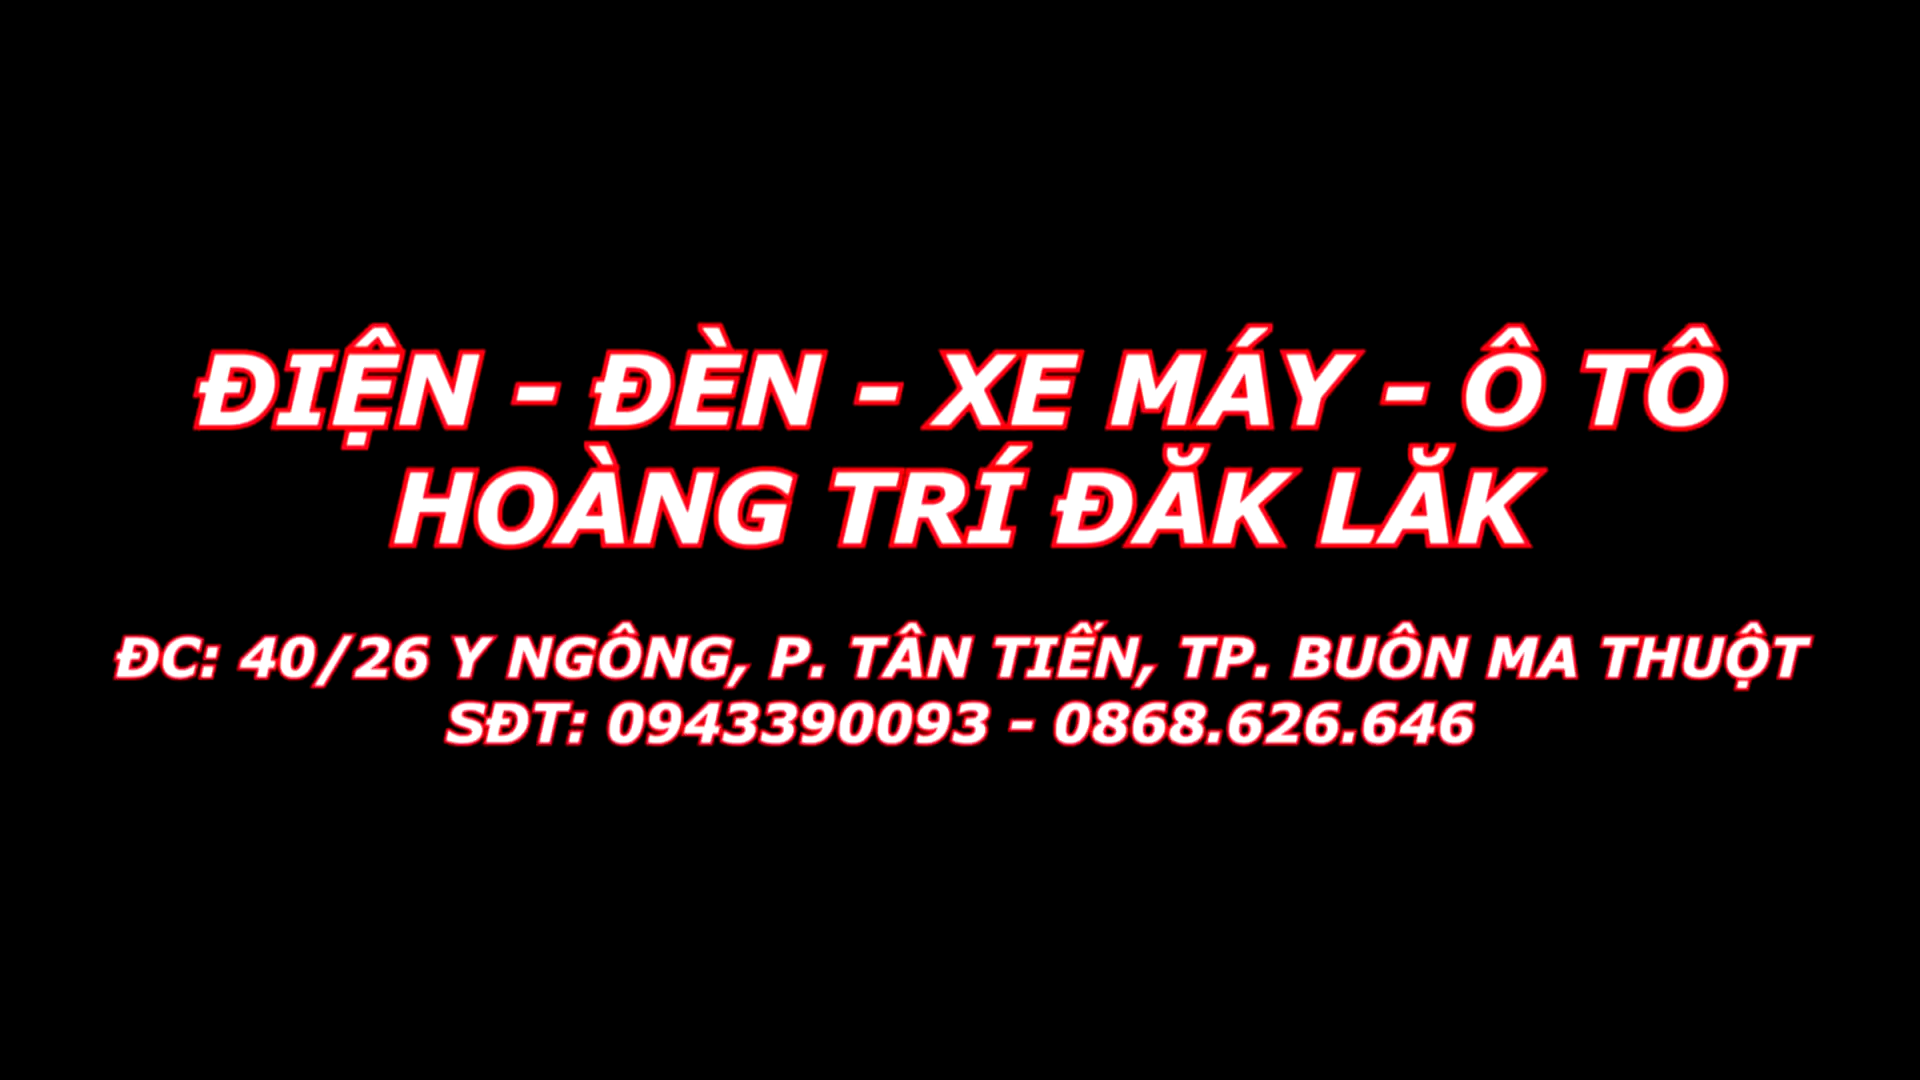 ĐIỆN - ĐÈN - XE MÁY - Ô TÔ
HOÀNG TRÍ ĐĂK LĂK
ĐC: 40/26 Y NGÔNG, P. TÂN TIẾN, TP. BUÔN MA THUỘT
SĐT: 0943390093 - 0868.626.646